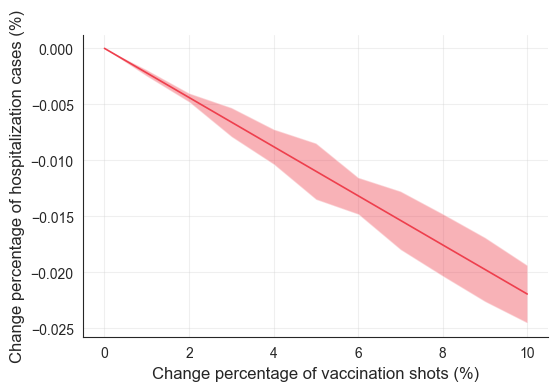 Change percentage of hospitalization cases (%)
0.000
−0.005
−0.010
−0.015
−0.020
−0.025
0 2 4 6 8 10
Change percentage of vaccination shots (%)